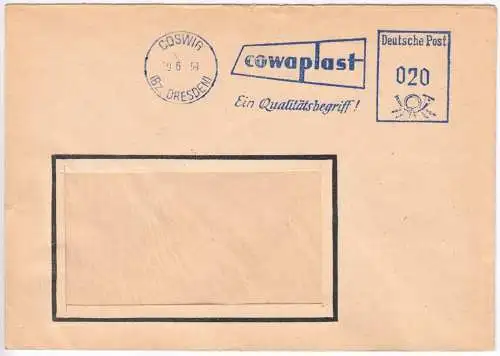 COSWIG
(BZ. DRESDEN)
cowaplast
Ein Qualitätsbegriff!
Deutsche Post
020